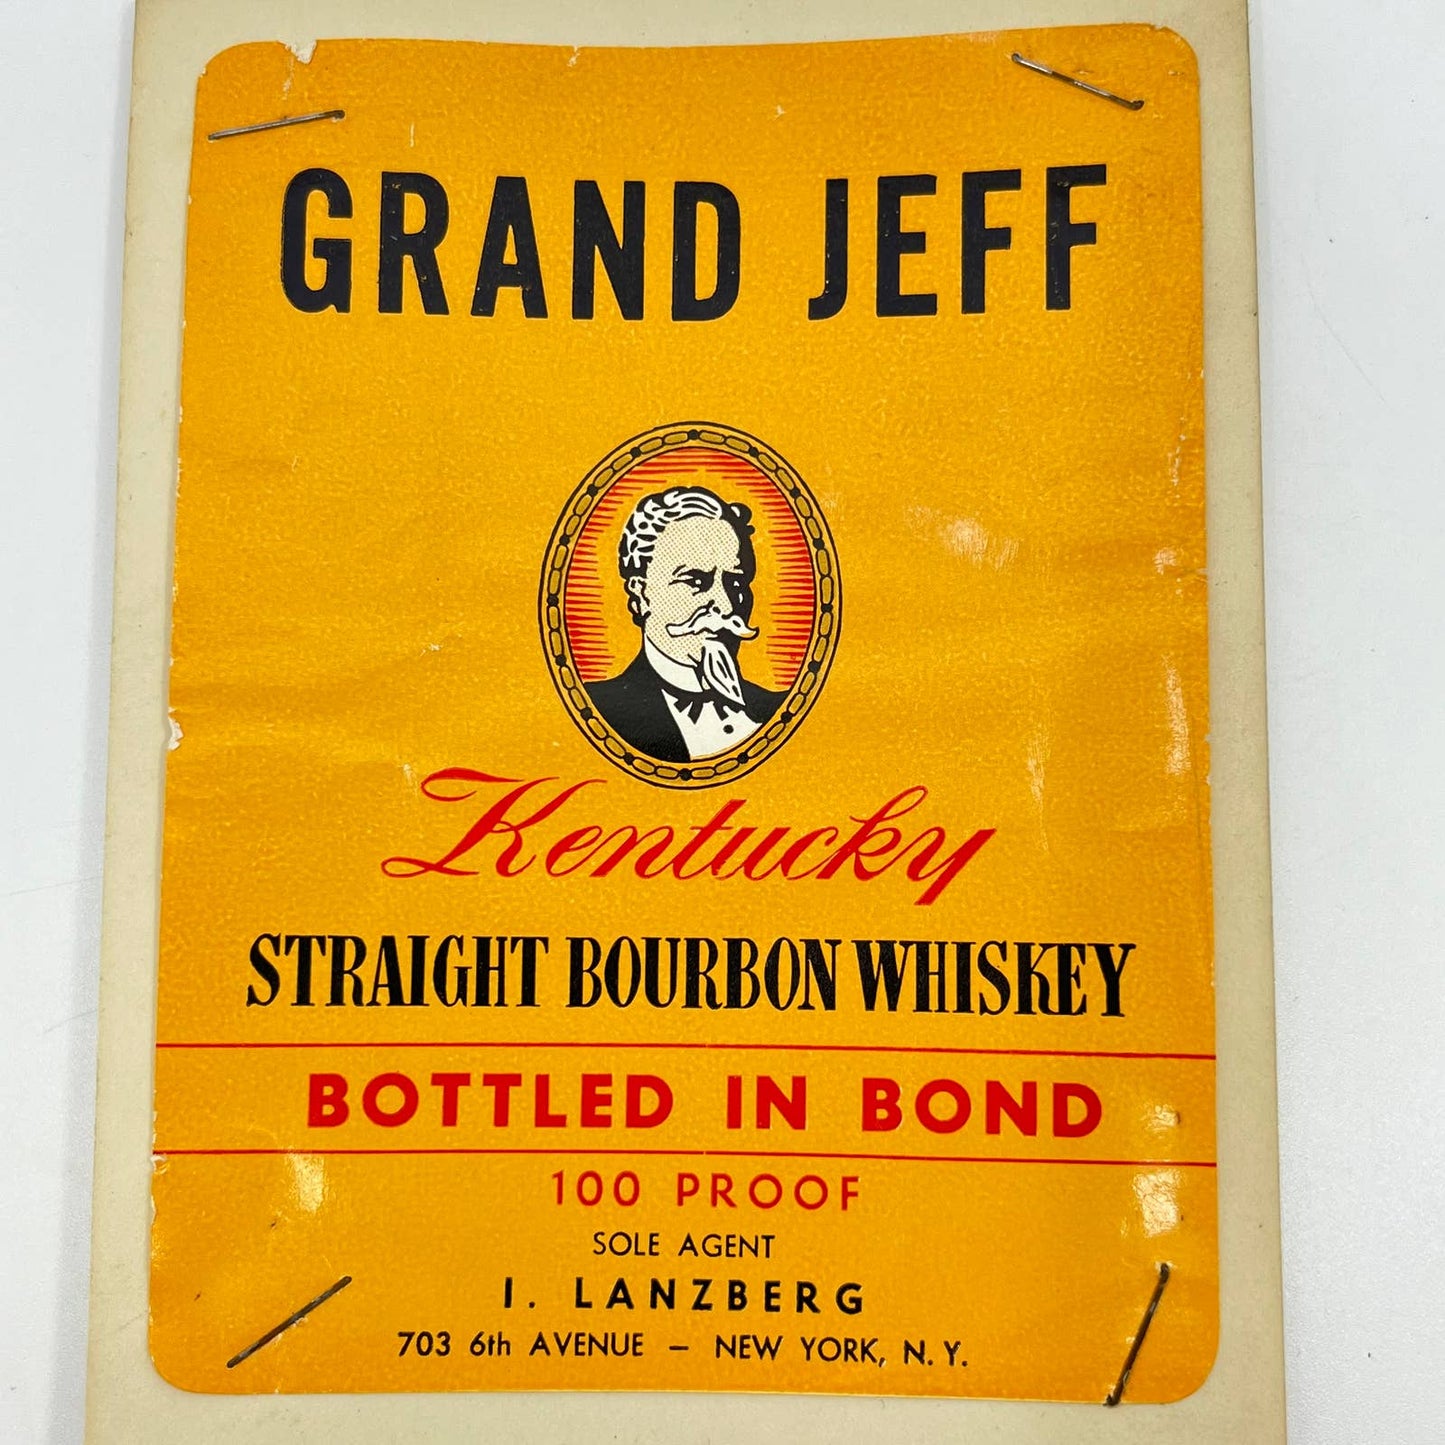 GRAND JEFF
Kentucky
STRAIGHT BOURBON WHISKEY
BOTTLED IN BOND
100 PROOF
SOLE AGENT
I. LANZBERG
703 6th AVENUE – NEW YORK, N. Y.